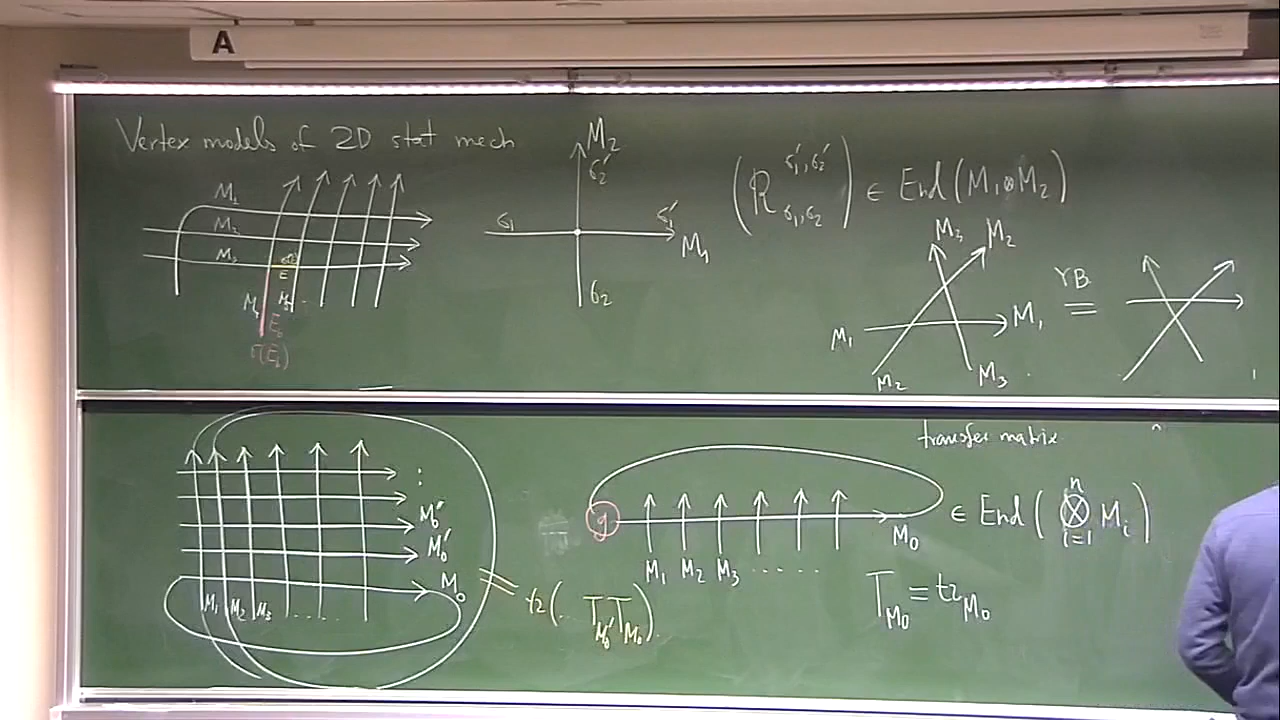 A
Vertex models of 2D stat mech
M₁
M₂
M₃
E
E₀
σ(E₀)
M₂
σ₂′
σ₁ σ₁′
M₁
σ₂
(R^{σ₁′,σ₂′}_{σ₁,σ₂}) ∈ End(M₁⊗M₂)
M₃ M₂
M₁ M₁
M₂ M₃
YB
=
transfer matrix
⋮
M₀″
M₀′
M₀
M₁ M₂ M₃ ....
= tr(.. T_{M₀′} T_{M₀})
g
M₀
M₁ M₂ M₃ .....
∈ End(⊗_{i=1}^{n} M_i)
T_{M₀} = tr_{M₀}